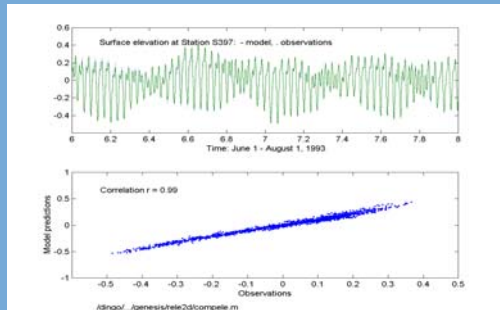 0.6
Surface elevation at Station S397: - model, . observations
0.4
0.2
0
-0.2
-0.4
6 6.2 6.4 6.6 6.8 7 7.2 7.4 7.6 7.8 8
Time: June 1 - August 1, 1993
1
Correlation r = 0.99
0.5
0
-0.5
-1
Model predictions
-0.5 -0.4 -0.3 -0.2 -0.1 0 0.1 0.2 0.3 0.4 0.5
Observations
/dingo/.../genesis/rele2d/compele.m